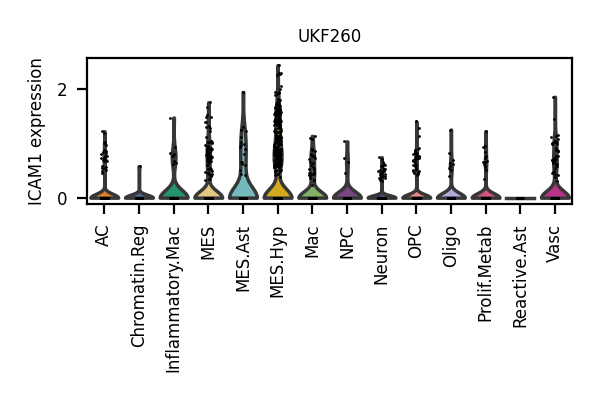 UKF260
ICAM1 expression
2
0
AC
Chromatin.Reg
Inflammatory.Mac
MES
MES.Ast
MES.Hyp
Mac
NPC
Neuron
OPC
Oligo
Prolif.Metab
Reactive.Ast
Vasc